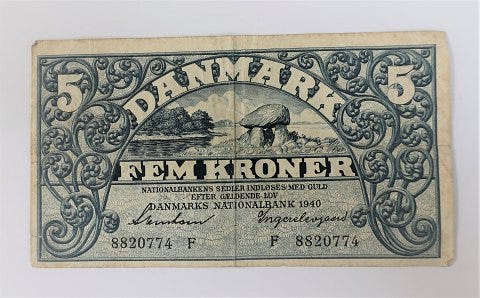 5 DANMARK 5
FEM KRONER
NATIONALBANKENS SEDLER INDLØSES MED GULD
EFTER GÆLDENDE LOV
DANMARKS NATIONALBANK 1940
8820774 F F 8820774